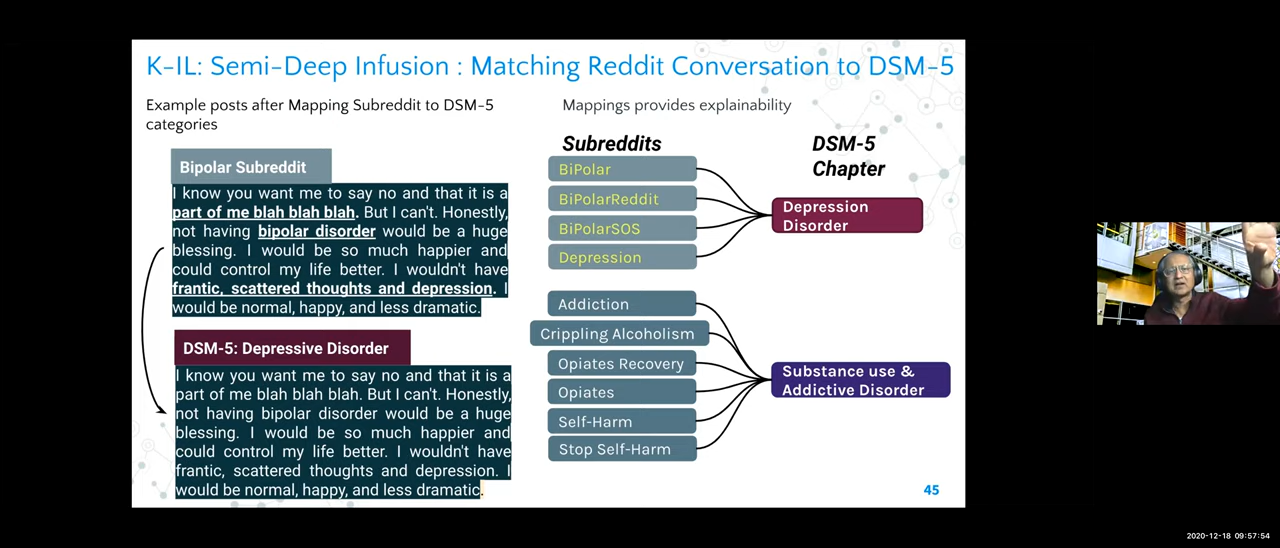 K-IL: Semi-Deep Infusion : Matching Reddit Conversation to DSM-5
Example posts after Mapping Subreddit to DSM-5
categories
Bipolar Subreddit
I know you want me to say no and that it is a
part of me blah blah blah. But I can't. Honestly,
not having bipolar disorder would be a huge
blessing. I would be so much happier and
could control my life better. I wouldn't have
frantic, scattered thoughts and depression. I
would be normal, happy, and less dramatic.
DSM-5: Depressive Disorder
I know you want me to say no and that it is a
part of me blah blah blah. But I can't. Honestly,
not having bipolar disorder would be a huge
blessing. I would be so much happier and
could control my life better. I wouldn't have
frantic, scattered thoughts and depression. I
would be normal, happy, and less dramatic.
Mappings provides explainability
Subreddits
BiPolar
BiPolarReddit
BiPolarSOS
Depression
Addiction
Crippling Alcoholism
Opiates Recovery
Opiates
Self-Harm
Stop Self-Harm
DSM-5
Chapter
Depression
Disorder
Substance use &
Addictive Disorder
45
2020-12-18 09:57:54